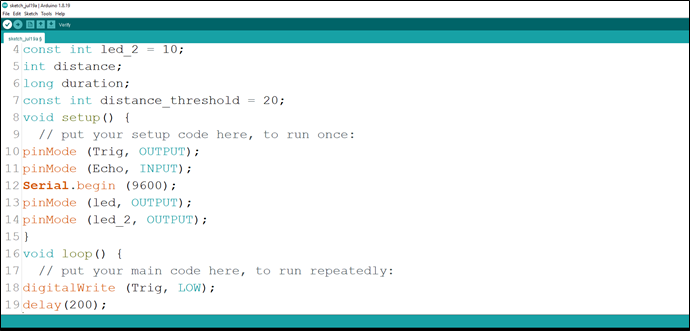 sketch_jul19a | Arduino 1.8.19
File Edit Sketch Tools Help
Verify
sketch_jul19a §
4 const int led_2 = 10;
5 int distance;
6 long duration;
7 const int distance_threshold = 20;
8 void setup() {
9 // put your setup code here, to run once:
10 pinMode (Trig, OUTPUT);
11 pinMode (Echo, INPUT);
12 Serial.begin (9600);
13 pinMode (led, OUTPUT);
14 pinMode (led_2, OUTPUT);
15 }
16 void loop() {
17 // put your main code here, to run repeatedly:
18 digitalWrite (Trig, LOW);
19 delay(200);